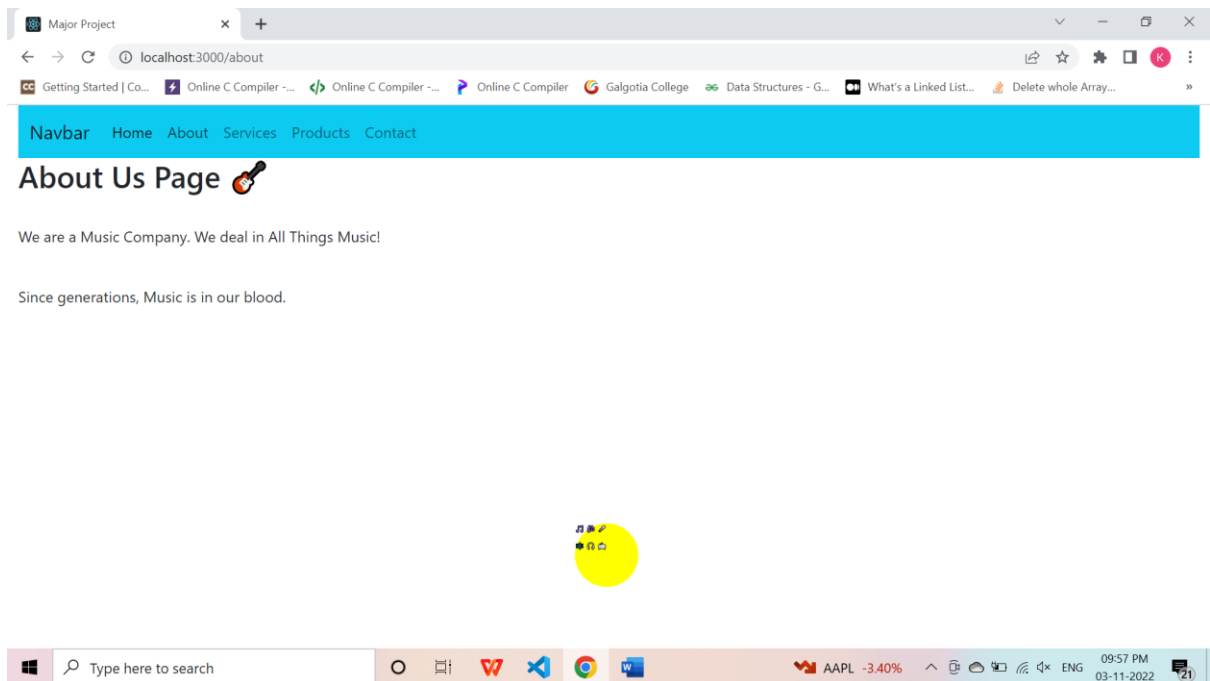 Major Project
localhost:3000/about
Getting Started | Co... Online C Compiler -... Online C Compiler -... Online C Compiler Galgotia College Data Structures - G... What's a Linked List... Delete whole Array... »
Navbar Home About Services Products Contact
About Us Page 🎸
We are a Music Company. We deal in All Things Music!
Since generations, Music is in our blood.
Type here to search
AAPL -3.40% ENG
09:57 PM
03-11-2022
21